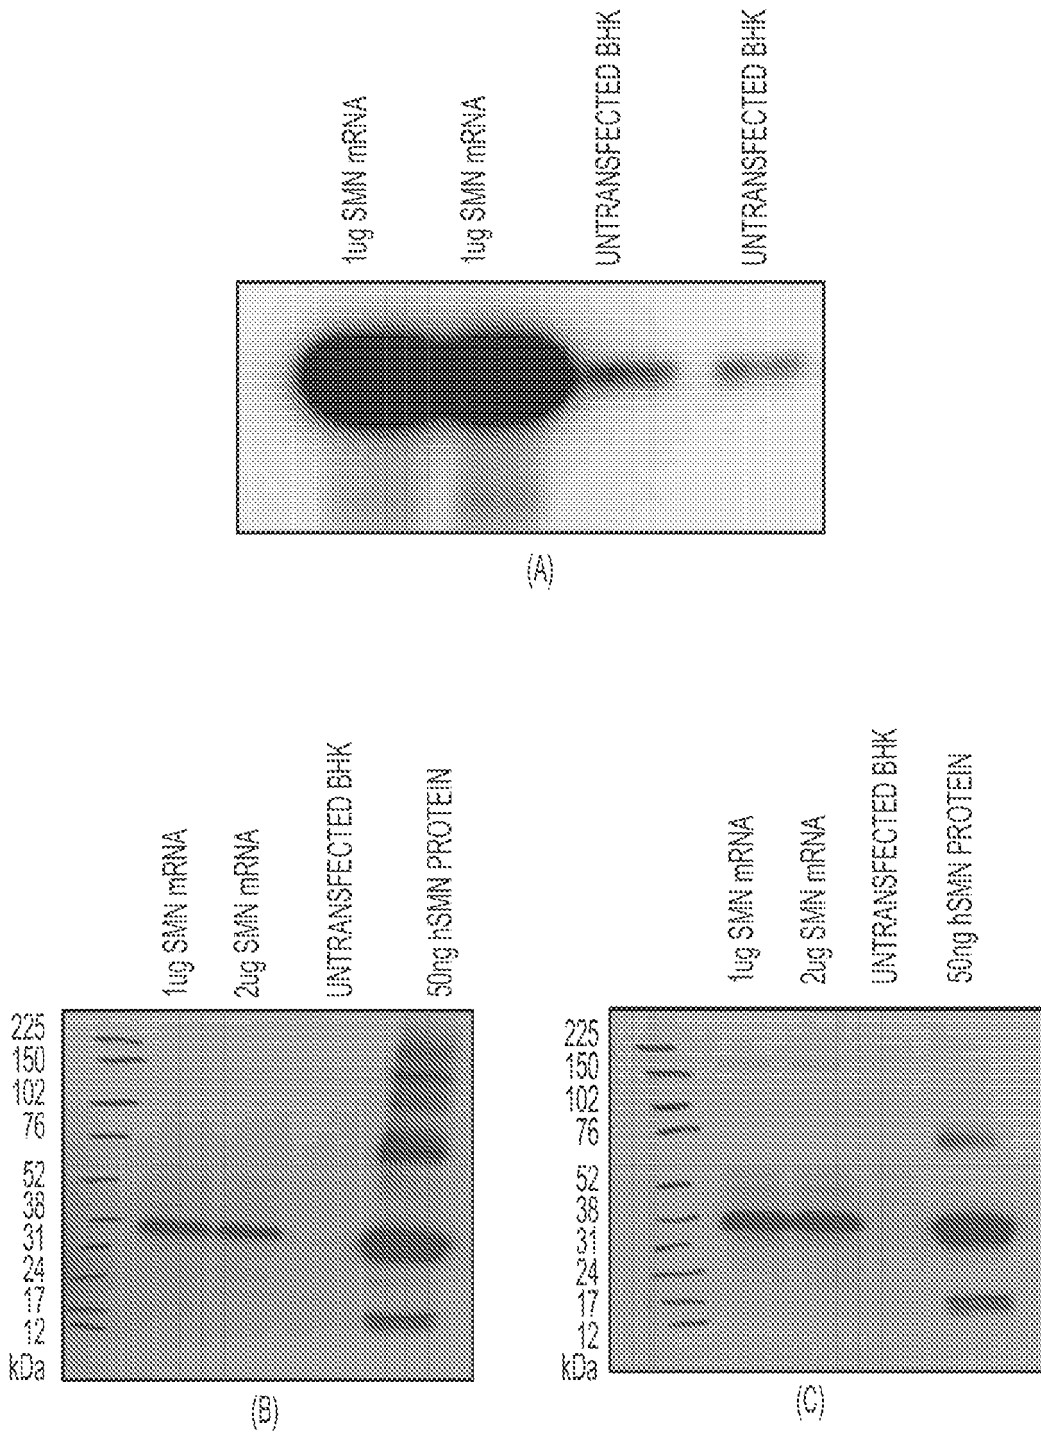 1ug SMN mRNA
1ug SMN mRNA
UNTRANSFECTED BHK
UNTRANSFECTED BHK
(A)
1ug SMN mRNA
2ug SMN mRNA
UNTRANSFECTED BHK
50ng hSMN PROTEIN
225
150
102
76
52
38
31
24
17
12
kDa
(B)
1ug SMN mRNA
2ug SMN mRNA
UNTRANSFECTED BHK
50ng hSMN PROTEIN
225
150
102
76
52
38
31
24
17
12
kDa
(C)